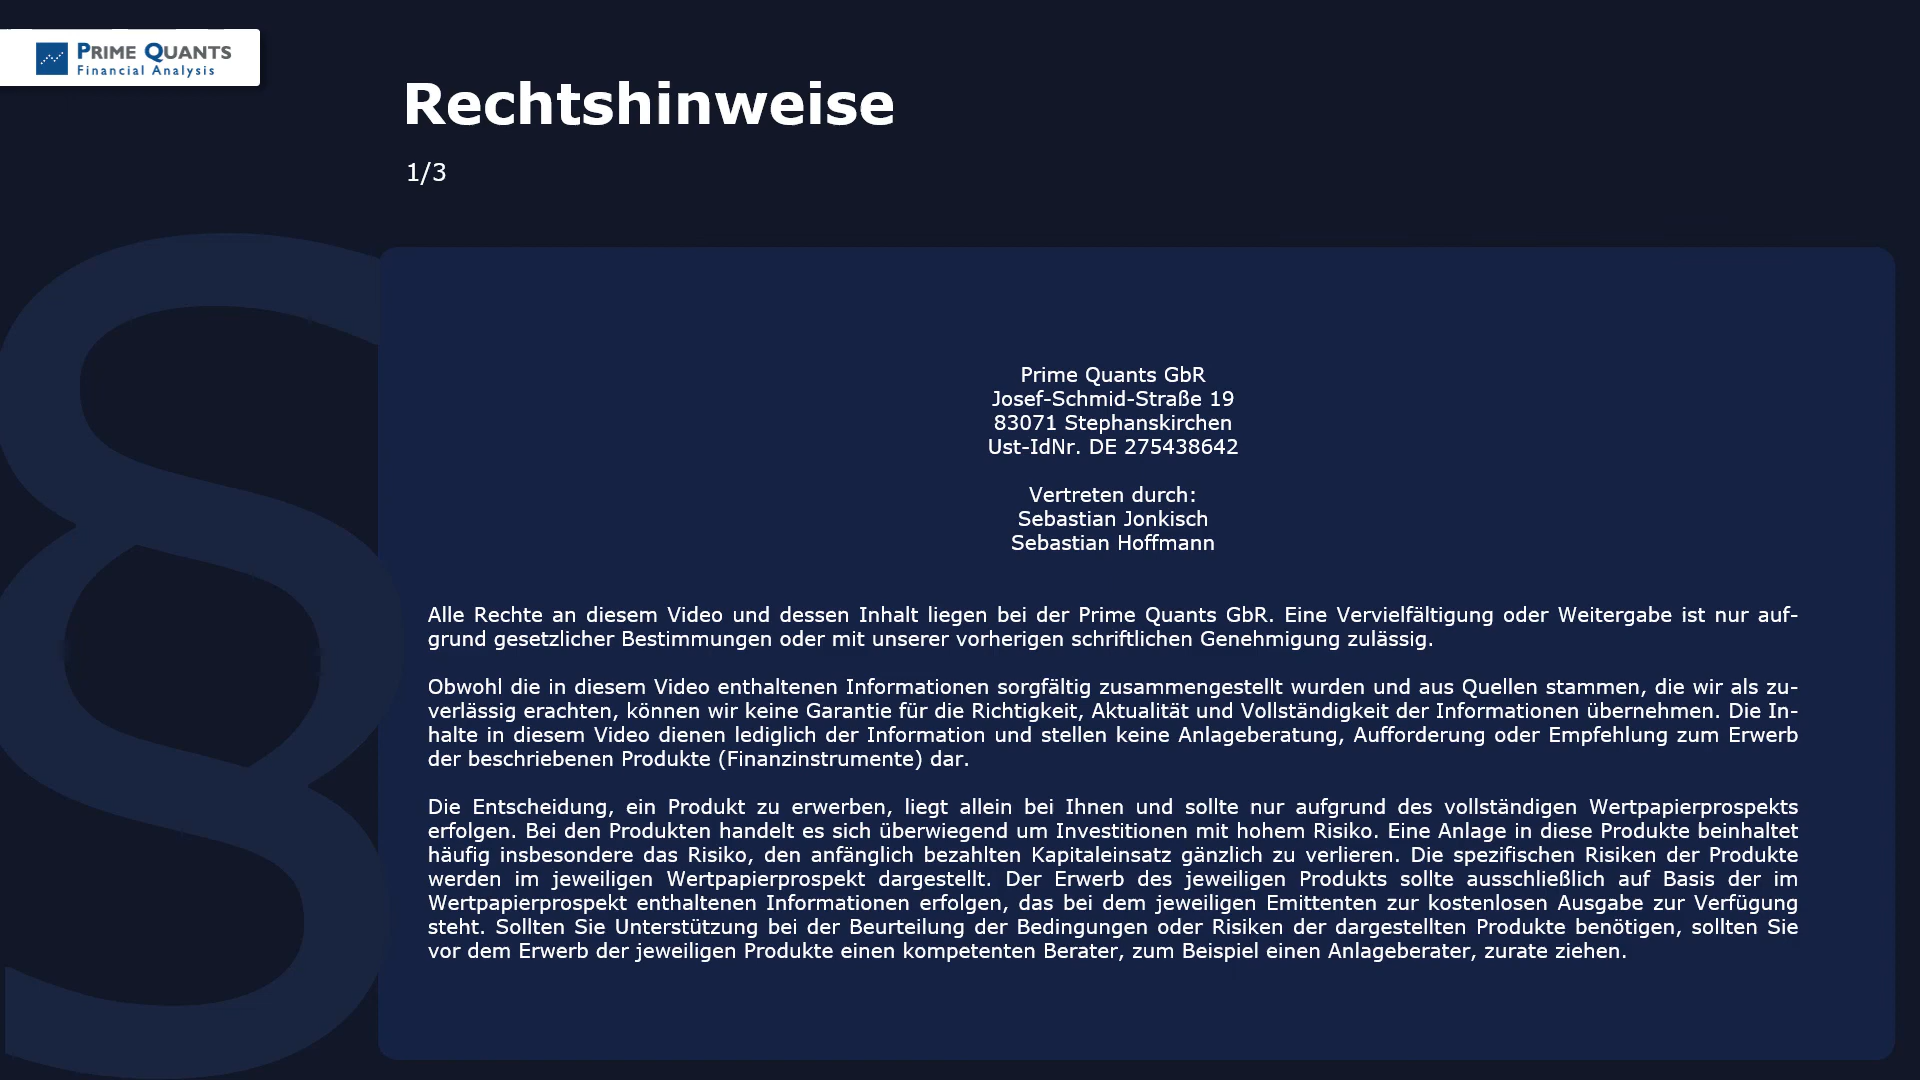 PRIME QUANTS
Financial Analysis
Rechtshinweise
1/3
Prime Quants GbR
Josef-Schmid-Straße 19
83071 Stephanskirchen
Ust-IdNr. DE 275438642
Vertreten durch:
Sebastian Jonkisch
Sebastian Hoffmann
Alle Rechte an diesem Video und dessen Inhalt liegen bei der Prime Quants GbR. Eine Vervielfältigung oder Weitergabe ist nur auf-
grund gesetzlicher Bestimmungen oder mit unserer vorherigen schriftlichen Genehmigung zulässig.
Obwohl die in diesem Video enthaltenen Informationen sorgfältig zusammengestellt wurden und aus Quellen stammen, die wir als zu-
verlässig erachten, können wir keine Garantie für die Richtigkeit, Aktualität und Vollständigkeit der Informationen übernehmen. Die In-
halte in diesem Video dienen lediglich der Information und stellen keine Anlageberatung, Aufforderung oder Empfehlung zum Erwerb
der beschriebenen Produkte (Finanzinstrumente) dar.
Die Entscheidung, ein Produkt zu erwerben, liegt allein bei Ihnen und sollte nur aufgrund des vollständigen Wertpapierprospekts
erfolgen. Bei den Produkten handelt es sich überwiegend um Investitionen mit hohem Risiko. Eine Anlage in diese Produkte beinhaltet
häufig insbesondere das Risiko, den anfänglich bezahlten Kapitaleinsatz gänzlich zu verlieren. Die spezifischen Risiken der Produkte
werden im jeweiligen Wertpapierprospekt dargestellt. Der Erwerb des jeweiligen Produkts sollte ausschließlich auf Basis der im
Wertpapierprospekt enthaltenen Informationen erfolgen, das bei dem jeweiligen Emittenten zur kostenlosen Ausgabe zur Verfügung
steht. Sollten Sie Unterstützung bei der Beurteilung der Bedingungen oder Risiken der dargestellten Produkte benötigen, sollten Sie
vor dem Erwerb der jeweiligen Produkte einen kompetenten Berater, zum Beispiel einen Anlageberater, zurate ziehen.
§